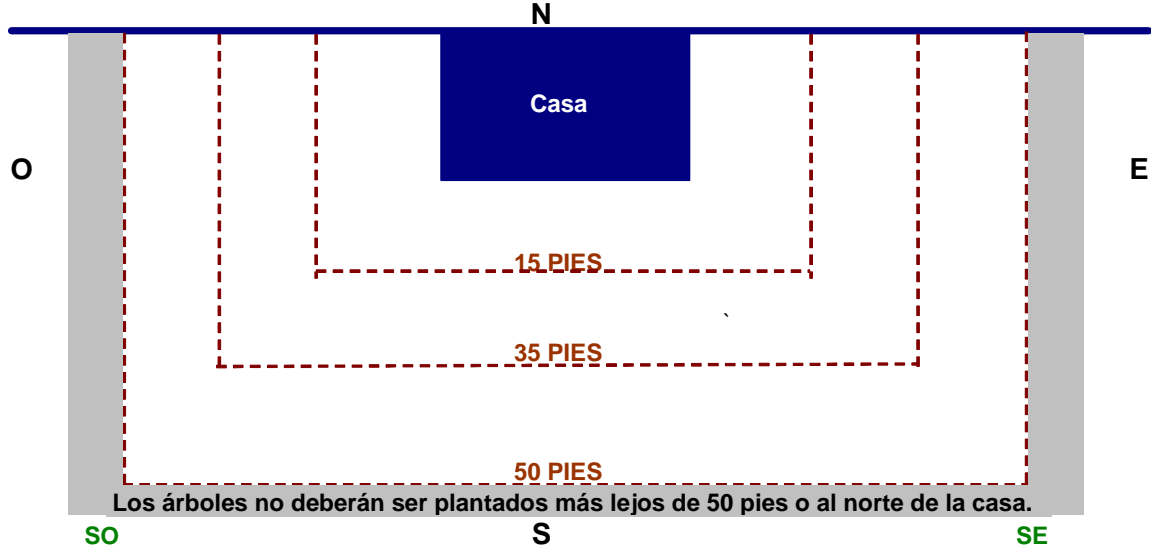 N
Casa
O
E
15 PIES
`
35 PIES
50 PIES
Los árboles no deberán ser plantados más lejos de 50 pies o al norte de la casa.
SO
S
SE